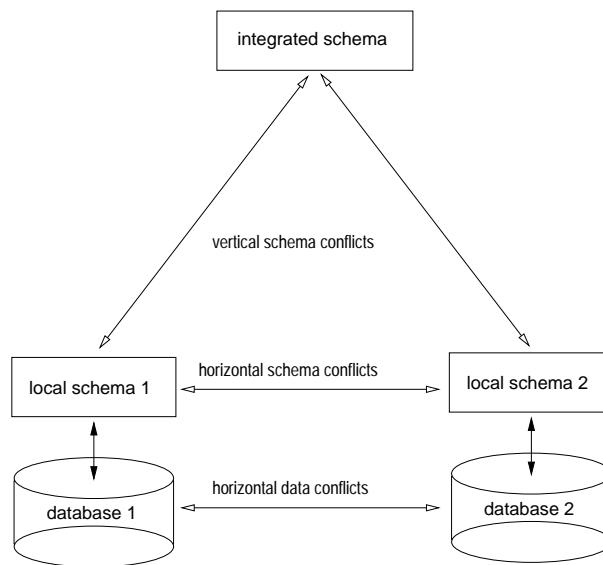 integrated schema
vertical schema conflicts
horizontal schema conflicts
local schema 1
local schema 2
horizontal data conflicts
database 1
database 2